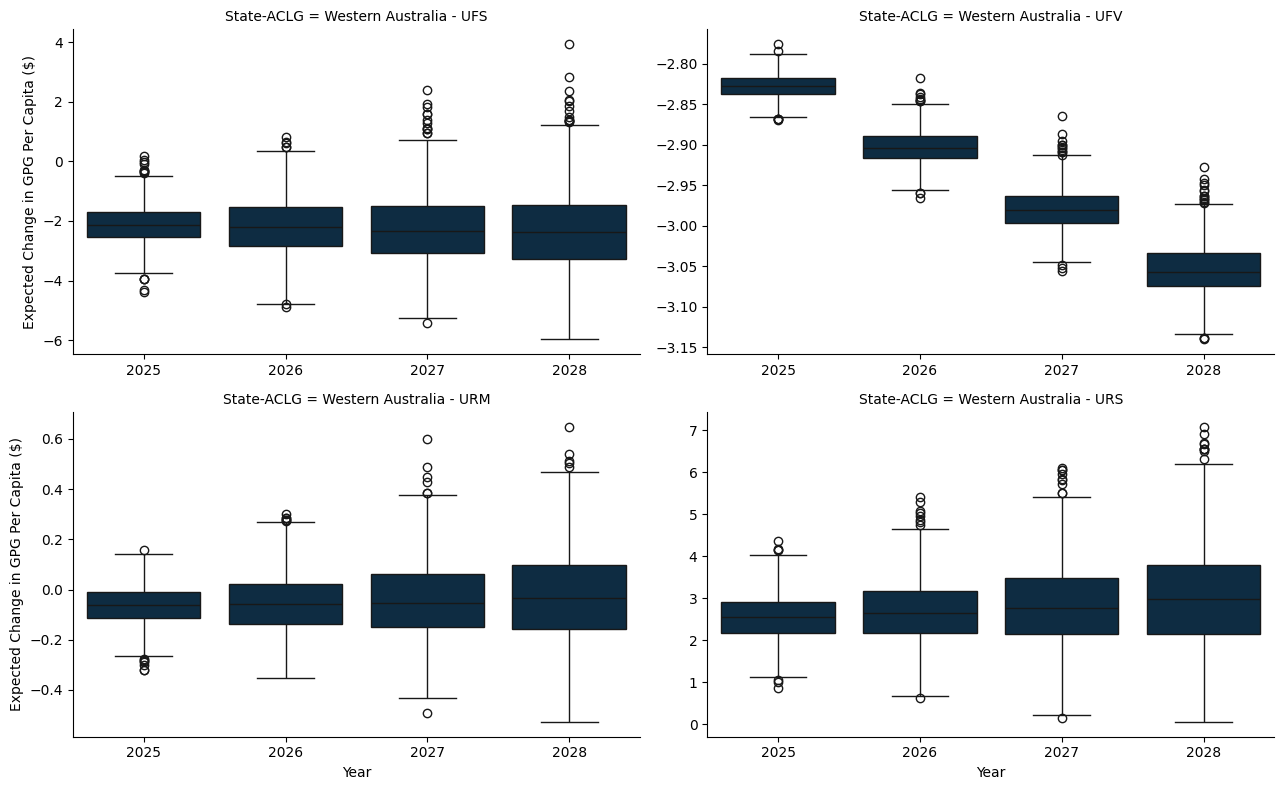 State-ACLG = Western Australia - UFS
Expected Change in GPG Per Capita ($)
4
2
0
−2
−4
−6
2025 2026 2027 2028
State-ACLG = Western Australia - UFV
−2.80
−2.85
−2.90
−2.95
−3.00
−3.05
−3.10
−3.15
2025 2026 2027 2028
State-ACLG = Western Australia - URM
Expected Change in GPG Per Capita ($)
0.6
0.4
0.2
0.0
−0.2
−0.4
2025 2026 2027 2028
Year
State-ACLG = Western Australia - URS
7
6
5
4
3
2
1
0
2025 2026 2027 2028
Year